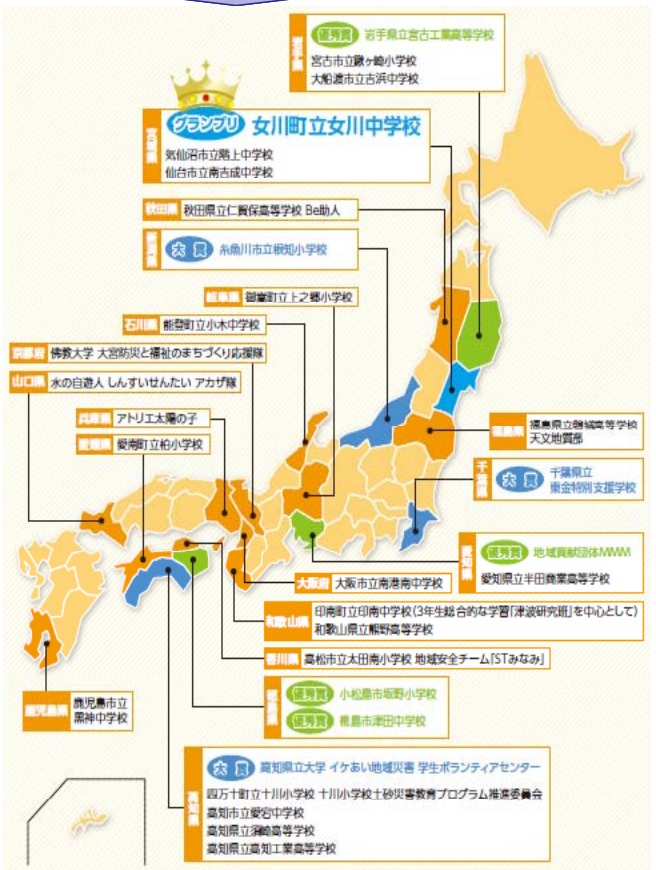 岩手県
優秀賞 岩手県立宮古工業高等学校
宮古市立鍬ヶ崎小学校
大船渡市立吉浜中学校
宮城県
グランプリ 女川町立女川中学校
気仙沼市立階上中学校
仙台市立南吉成中学校
秋田県 秋田県立仁賀保高等学校 Be助人
新潟県
大賞 糸魚川市立根知小学校
岐阜県 御嵩町立上之郷小学校
石川県 能登町立小木中学校
京都府 佛教大学 大宮防災と福祉のまちづくり応援隊
山口県 水の自遊人 しんすいせんたい アカザ隊
兵庫県 アトリエ太陽の子
愛媛県 愛南町立柏小学校
福島県
福島県立磐城高等学校
天文地質部
千葉県
大賞 千葉県立
東金特別支援学校
愛知県
優秀賞 地域貢献団体MMM
愛知県立半田商業高等学校
大阪府 大阪市立南港南中学校
和歌山県
印南町立印南中学校(3年生総合的な学習「津波研究班」を中心として)
和歌山県立熊野高等学校
香川県 高松市立太田南小学校 地域安全チーム「STみなみ」
徳島県
優秀賞 小松島市坂野小学校
優秀賞 徳島市津田中学校
鹿児島県
鹿児島市立
黒神中学校
高知県
大賞 高知県立大学 イケあい地域災害 学生ボランティアセンター
四万十町立十川小学校 十川小学校土砂災害教育プログラム推進委員会
高知市立愛宕中学校
高知県立須崎高等学校
高知県立高知工業高等学校